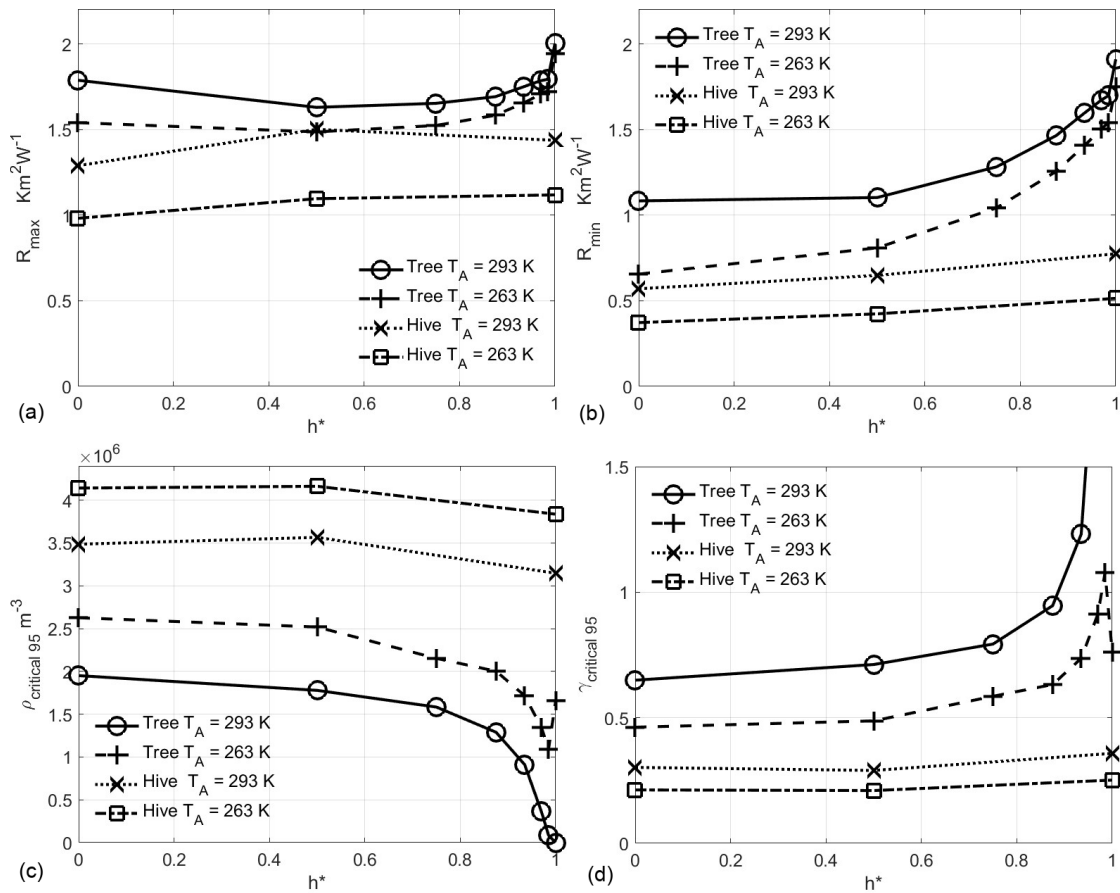 2
1.5
1
0.5
0
R_max Km²W⁻¹
Tree T_A = 293 K
Tree T_A = 263 K
Hive T_A = 293 K
Hive T_A = 263 K
0 0.2 0.4 0.6 0.8 1
(a)
h*
2
1.5
1
0.5
0
R_min Km²W⁻¹
Tree T_A = 293 K
Tree T_A = 263 K
Hive T_A = 293 K
Hive T_A = 263 K
0 0.2 0.4 0.6 0.8 1
(b)
h*
×10⁶
4
3.5
3
2.5
2
1.5
1
0.5
0
ρ_critical 95 m⁻³
Tree T_A = 293 K
Tree T_A = 263 K
Hive T_A = 293 K
Hive T_A = 263 K
0 0.2 0.4 0.6 0.8 1
(c)
h*
1.5
1
0.5
0
γ_critical 95
Tree T_A = 293 K
Tree T_A = 263 K
Hive T_A = 293 K
Hive T_A = 263 K
0 0.2 0.4 0.6 0.8 1
(d)
h*